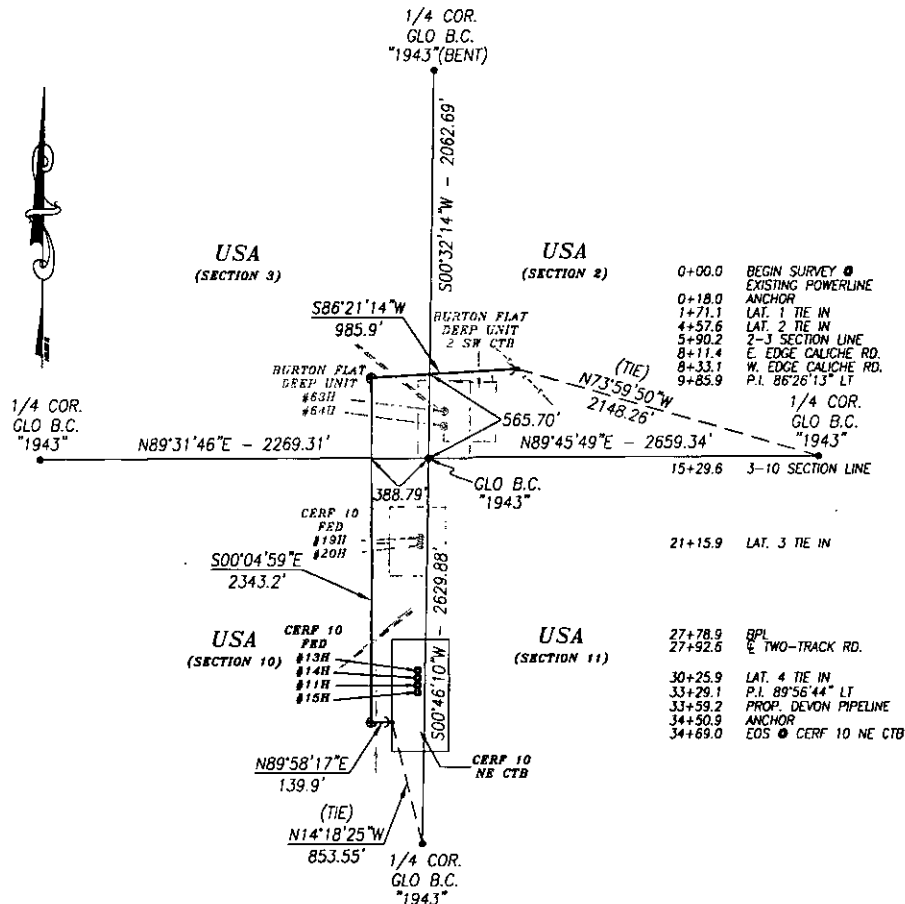 1/4 COR.
GLO B.C.
"1943"(BENT)
S00°32'14"W - 2062.69'
USA
(SECTION 3)
USA
(SECTION 2)
S86°21'14"W
985.9'
BURTON FLAT
DEEP UNIT
2 SW CTB
BURTON FLAT
DEEP UNIT
#63H
#64H
(TIE)
N73°59'50"W
2148.26'
565.70'
0+00.0 BEGIN SURVEY @
EXISTING POWERLINE
0+18.0 ANCHOR
1+71.1 LAT. 1 TIE IN
4+57.6 LAT. 2 TIE IN
5+90.2 2-3 SECTION LINE
8+11.4 E. EDGE CALICHE RD.
8+33.1 W. EDGE CALICHE RD.
9+85.9 P.I. 86°26'13" LT
1/4 COR.
GLO B.C.
"1943"
N89°31'46"E - 2269.31'
N89°45'49"E - 2659.34'
1/4 COR.
GLO B.C.
"1943"
15+29.6 3-10 SECTION LINE
388.79'
GLO B.C.
"1943"
CERF 10
FED
#19H
#20H
21+15.9 LAT. 3 TIE IN
S00°04'59"E
2343.2'
S00°46'10"W - 2629.88'
USA
(SECTION 10)
CERF 10
FED
#13H
#14H
#11H
#15H
USA
(SECTION 11)
27+78.9 BPL
27+92.6 ℄ TWO-TRACK RD.
30+25.9 LAT. 4 TIE IN
33+29.1 P.I. 89°56'44" LT
33+59.2 PROP. DEVON PIPELINE
34+50.9 ANCHOR
34+69.0 EOS @ CERF 10 NE CTB
CERF 10
NE CTB
N89°58'17"E
139.9'
(TIE)
N14°18'25"W
853.55'
1/4 COR.
GLO B.C.
"1943"